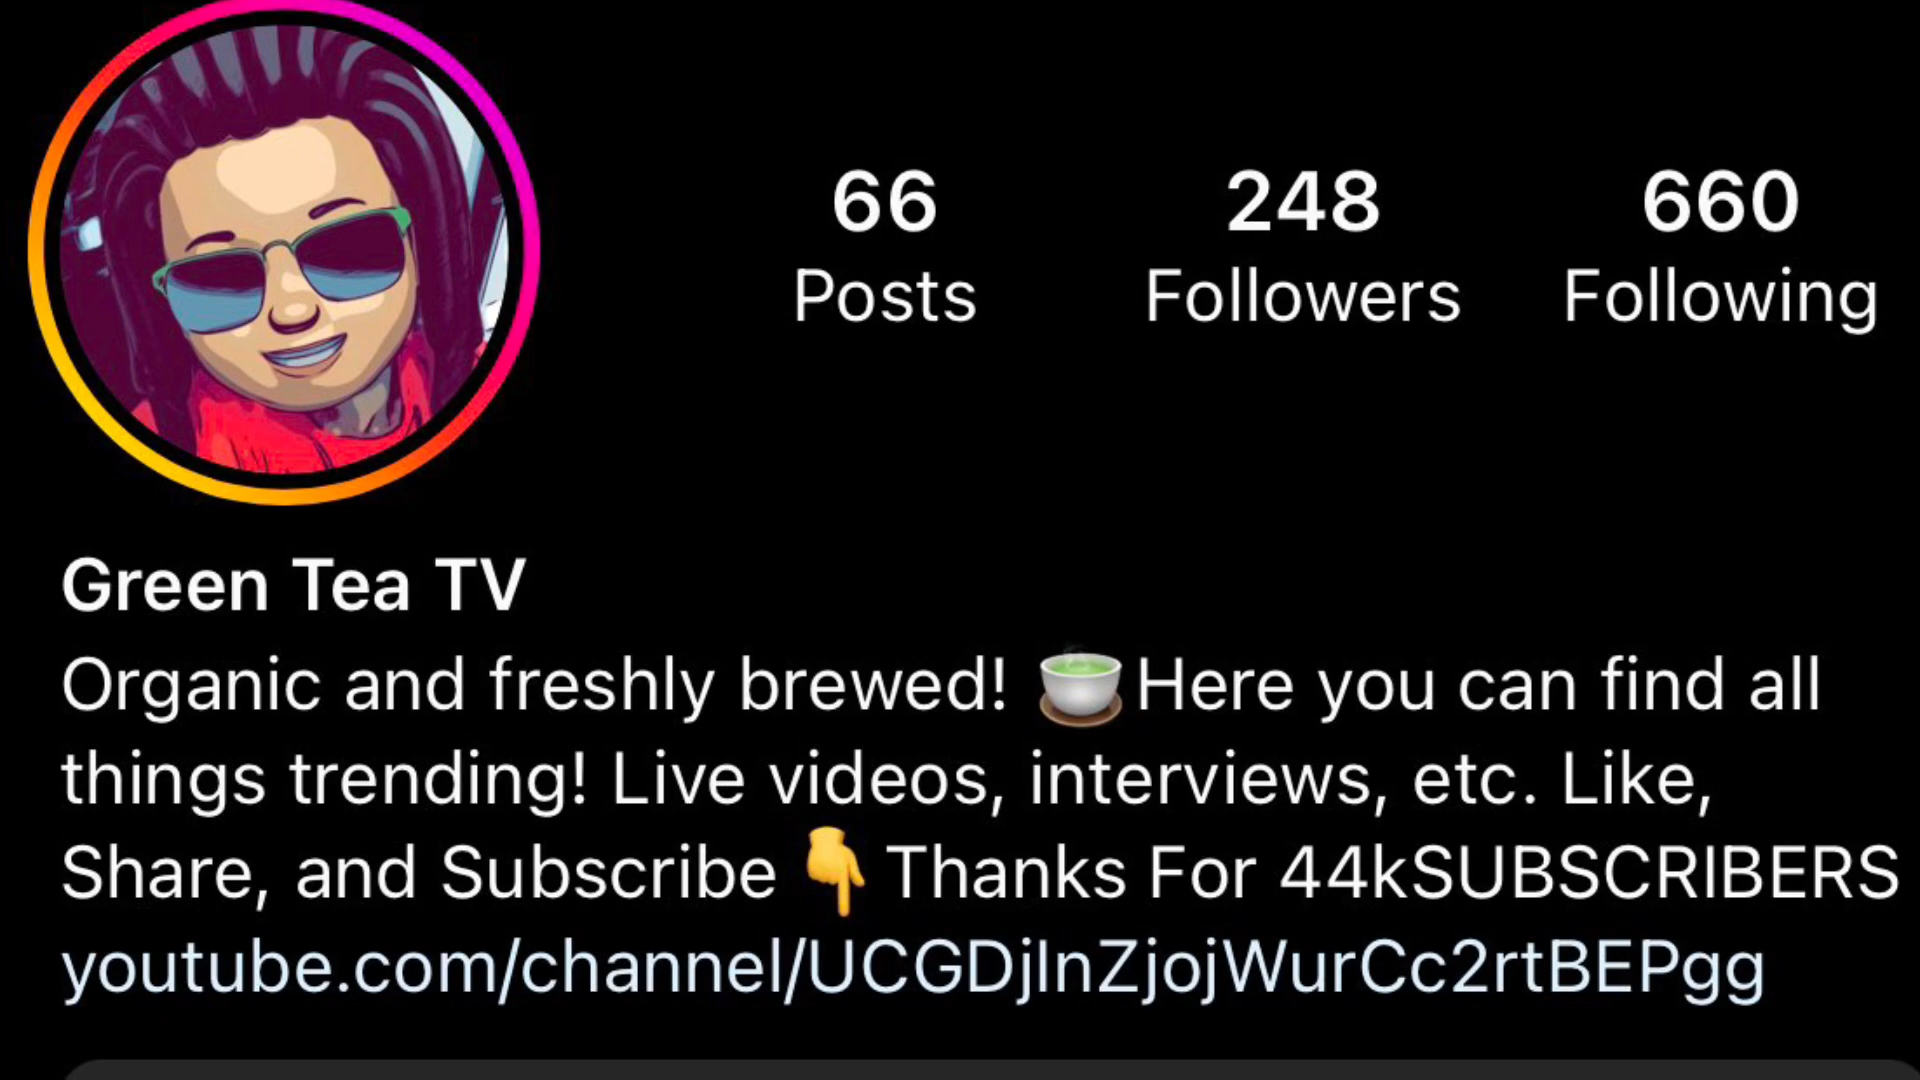 66 248 660
Posts Followers Following
Green Tea TV
Organic and freshly brewed! 🍵Here you can find all
things trending! Live videos, interviews, etc. Like,
Share, and Subscribe 👇Thanks For 44kSUBSCRIBERS
youtube.com/channel/UCGDjInZjojWurCc2rtBEPgg